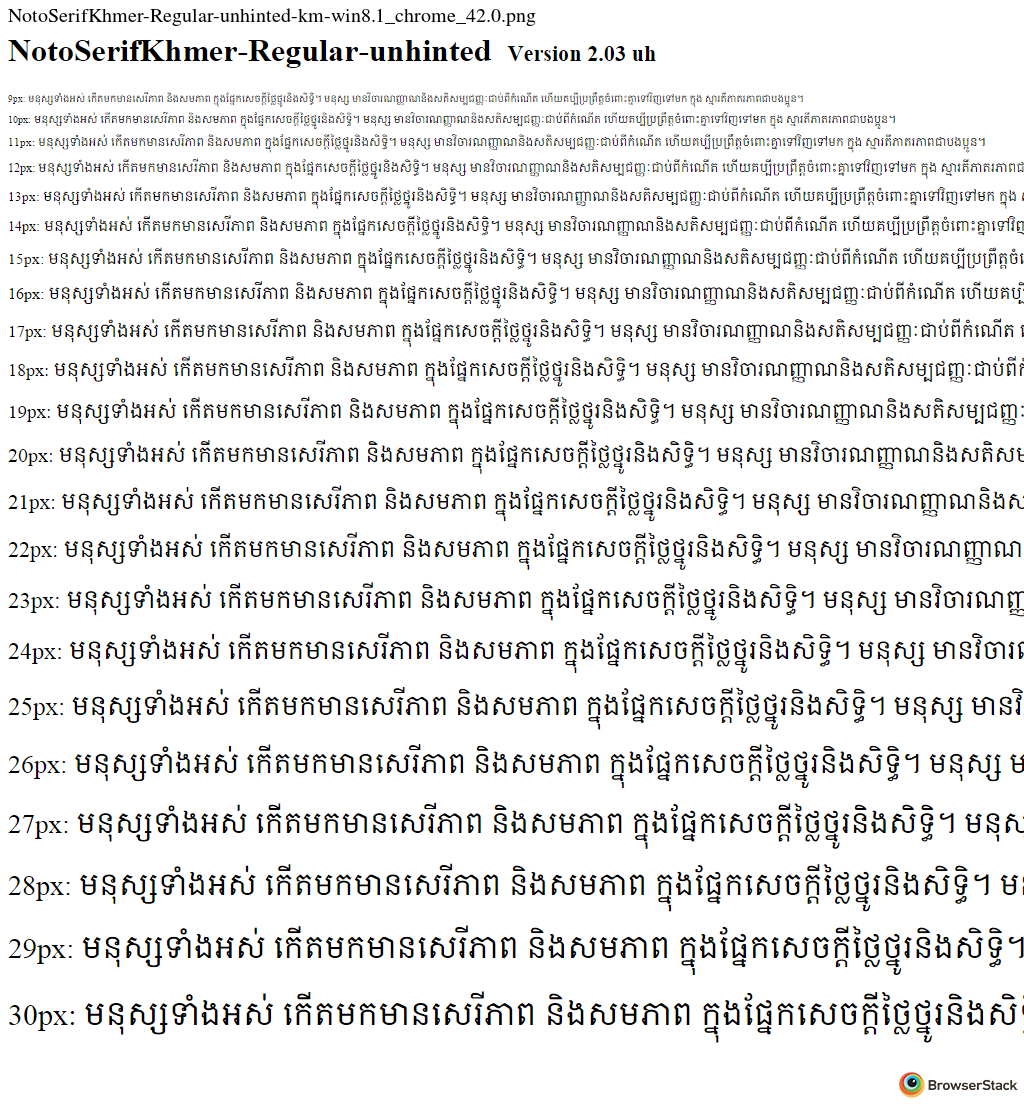 NotoSerifKhmer-Regular-unhinted-km-win8.1_chrome_42.0.png
NotoSerifKhmer-Regular-unhinted Version 2.03 uh
9px: មនុស្សទាំងអស់ កើតមកមានសេរីភាព និងសមភាព ក្នុងផ្នែកសេចក្ដីថ្លៃថ្នូរនិងសិទ្ធិ។ មនុស្ស មានវិចារណញ្ញាណនិងសតិសម្បជញ្ញៈជាប់ពីកំណើត ហើយគប្បីប្រព្រឹត្តចំពោះគ្នាទៅវិញទៅមក ក្នុង ស្មារតីភាតរភាពជាបងប្អូន។
10px: មនុស្សទាំងអស់ កើតមកមានសេរីភាព និងសមភាព ក្នុងផ្នែកសេចក្ដីថ្លៃថ្នូរនិងសិទ្ធិ។ មនុស្ស មានវិចារណញ្ញាណនិងសតិសម្បជញ្ញៈជាប់ពីកំណើត ហើយគប្បីប្រព្រឹត្តចំពោះគ្នាទៅវិញទៅមក ក្នុង ស្មារតីភាតរភាពជាបងប្អូន។
11px: មនុស្សទាំងអស់ កើតមកមានសេរីភាព និងសមភាព ក្នុងផ្នែកសេចក្ដីថ្លៃថ្នូរនិងសិទ្ធិ។ មនុស្ស មានវិចារណញ្ញាណនិងសតិសម្បជញ្ញៈជាប់ពីកំណើត ហើយគប្បីប្រព្រឹត្តចំពោះគ្នាទៅវិញទៅមក ក្នុង ស្មារតីភាតរភាពជាបងប្អូន។
12px: មនុស្សទាំងអស់ កើតមកមានសេរីភាព និងសមភាព ក្នុងផ្នែកសេចក្ដីថ្លៃថ្នូរនិងសិទ្ធិ។ មនុស្ស មានវិចារណញ្ញាណនិងសតិសម្បជញ្ញៈជាប់ពីកំណើត ហើយគប្បីប្រព្រឹត្តចំពោះគ្នាទៅវិញទៅមក ក្នុង ស្មារតីភាតរភាពជា
13px: មនុស្សទាំងអស់ កើតមកមានសេរីភាព និងសមភាព ក្នុងផ្នែកសេចក្ដីថ្លៃថ្នូរនិងសិទ្ធិ។ មនុស្ស មានវិចារណញ្ញាណនិងសតិសម្បជញ្ញៈជាប់ពីកំណើត ហើយគប្បីប្រព្រឹត្តចំពោះគ្នាទៅវិញទៅមក ក្នុង
14px: មនុស្សទាំងអស់ កើតមកមានសេរីភាព និងសមភាព ក្នុងផ្នែកសេចក្ដីថ្លៃថ្នូរនិងសិទ្ធិ។ មនុស្ស មានវិចារណញ្ញាណនិងសតិសម្បជញ្ញៈជាប់ពីកំណើត ហើយគប្បីប្រព្រឹត្តចំពោះគ្នាទៅវិញ
15px: មនុស្សទាំងអស់ កើតមកមានសេរីភាព និងសមភាព ក្នុងផ្នែកសេចក្ដីថ្លៃថ្នូរនិងសិទ្ធិ។ មនុស្ស មានវិចារណញ្ញាណនិងសតិសម្បជញ្ញៈជាប់ពីកំណើត ហើយគប្បីប្រព្រឹត្តចំ
16px: មនុស្សទាំងអស់ កើតមកមានសេរីភាព និងសមភាព ក្នុងផ្នែកសេចក្ដីថ្លៃថ្នូរនិងសិទ្ធិ។ មនុស្ស មានវិចារណញ្ញាណនិងសតិសម្បជញ្ញៈជាប់ពីកំណើត ហើយគប្បី
17px: មនុស្សទាំងអស់ កើតមកមានសេរីភាព និងសមភាព ក្នុងផ្នែកសេចក្ដីថ្លៃថ្នូរនិងសិទ្ធិ។ មនុស្ស មានវិចារណញ្ញាណនិងសតិសម្បជញ្ញៈជាប់ពីកំណើត
18px: មនុស្សទាំងអស់ កើតមកមានសេរីភាព និងសមភាព ក្នុងផ្នែកសេចក្ដីថ្លៃថ្នូរនិងសិទ្ធិ។ មនុស្ស មានវិចារណញ្ញាណនិងសតិសម្បជញ្ញៈជាប់ពី
19px: មនុស្សទាំងអស់ កើតមកមានសេរីភាព និងសមភាព ក្នុងផ្នែកសេចក្ដីថ្លៃថ្នូរនិងសិទ្ធិ។ មនុស្ស មានវិចារណញ្ញាណនិងសតិសម្បជញ្ញៈ
20px: មនុស្សទាំងអស់ កើតមកមានសេរីភាព និងសមភាព ក្នុងផ្នែកសេចក្ដីថ្លៃថ្នូរនិងសិទ្ធិ។ មនុស្ស មានវិចារណញ្ញាណនិងសតិសម
21px: មនុស្សទាំងអស់ កើតមកមានសេរីភាព និងសមភាព ក្នុងផ្នែកសេចក្ដីថ្លៃថ្នូរនិងសិទ្ធិ។ មនុស្ស មានវិចារណញ្ញាណនិងស
22px: មនុស្សទាំងអស់ កើតមកមានសេរីភាព និងសមភាព ក្នុងផ្នែកសេចក្ដីថ្លៃថ្នូរនិងសិទ្ធិ។ មនុស្ស មានវិចារណញ្ញាណ
23px: មនុស្សទាំងអស់ កើតមកមានសេរីភាព និងសមភាព ក្នុងផ្នែកសេចក្ដីថ្លៃថ្នូរនិងសិទ្ធិ។ មនុស្ស មានវិចារណញ្ញ
24px: មនុស្សទាំងអស់ កើតមកមានសេរីភាព និងសមភាព ក្នុងផ្នែកសេចក្ដីថ្លៃថ្នូរនិងសិទ្ធិ។ មនុស្ស មានវិចារ
25px: មនុស្សទាំងអស់ កើតមកមានសេរីភាព និងសមភាព ក្នុងផ្នែកសេចក្ដីថ្លៃថ្នូរនិងសិទ្ធិ។ មនុស្ស មានវិ
26px: មនុស្សទាំងអស់ កើតមកមានសេរីភាព និងសមភាព ក្នុងផ្នែកសេចក្ដីថ្លៃថ្នូរនិងសិទ្ធិ។ មនុស្ស ម
27px: មនុស្សទាំងអស់ កើតមកមានសេរីភាព និងសមភាព ក្នុងផ្នែកសេចក្ដីថ្លៃថ្នូរនិងសិទ្ធិ។ មនុស
28px: មនុស្សទាំងអស់ កើតមកមានសេរីភាព និងសមភាព ក្នុងផ្នែកសេចក្ដីថ្លៃថ្នូរនិងសិទ្ធិ។ ម
29px: មនុស្សទាំងអស់ កើតមកមានសេរីភាព និងសមភាព ក្នុងផ្នែកសេចក្ដីថ្លៃថ្នូរនិងសិទ្ធិ។
30px: មនុស្សទាំងអស់ កើតមកមានសេរីភាព និងសមភាព ក្នុងផ្នែកសេចក្ដីថ្លៃថ្នូរនិងសិ
BrowserStack